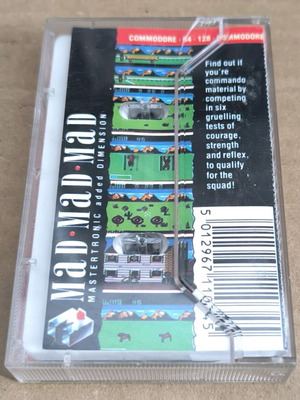 COMMODORE · 64 · 128 · COMMODORE
Find out if
you're
commando
material by
competing
in six
gruelling
tests of
courage,
strength
and reflex,
to qualify
for the
squad!
MaD·MaD·MaD
MASTERTRONIC added DIMENSION